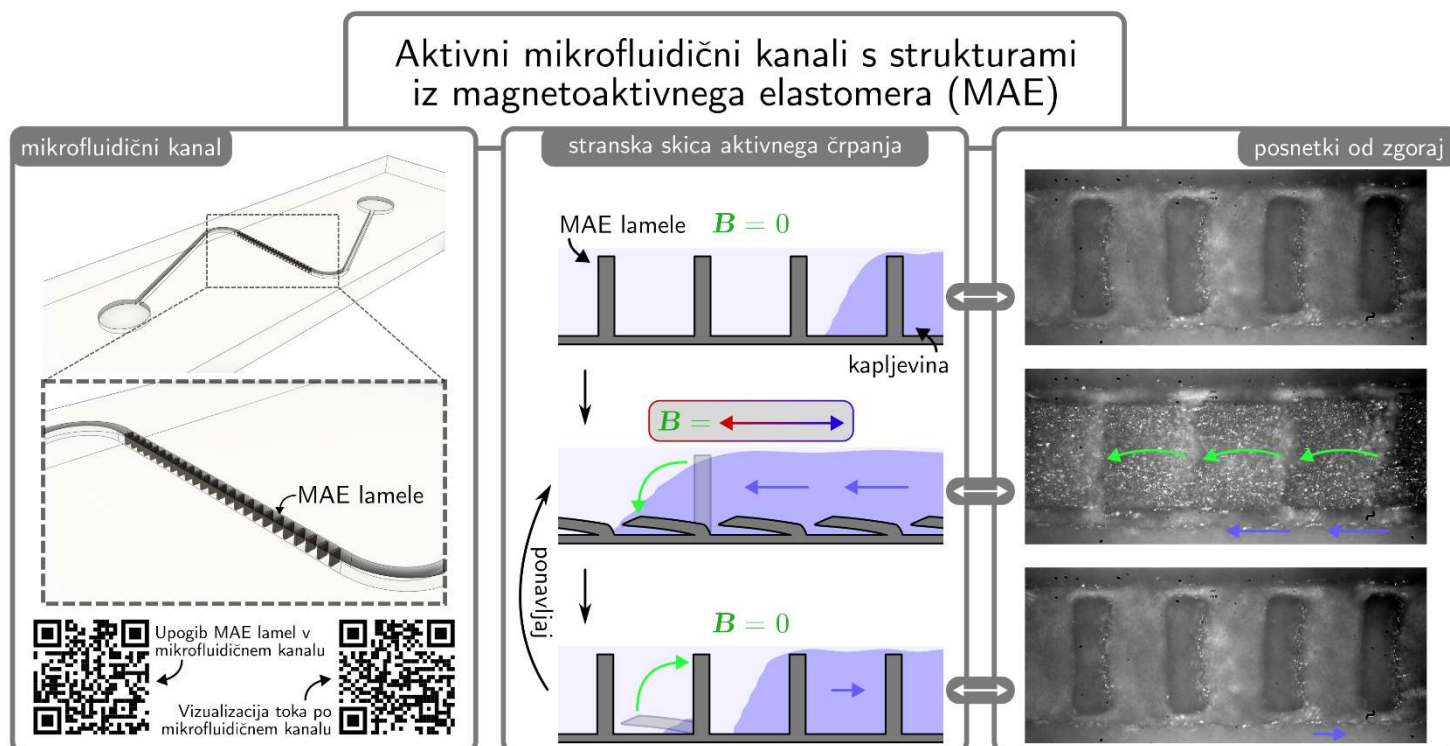 Aktivni mikrofluidični kanali s strukturami
iz magnetoaktivnega elastomera (MAE)
mikrofluidični kanal
MAE lamele
Upogib MAE lamel v
mikrofluidičnem kanalu
Vizualizacija toka po
mikrofluidičnem kanalu
stranska skica aktivnega črpanja
MAE lamele
B = 0
kapljevina
B =
ponavljaj
B = 0
posnetki od zgoraj